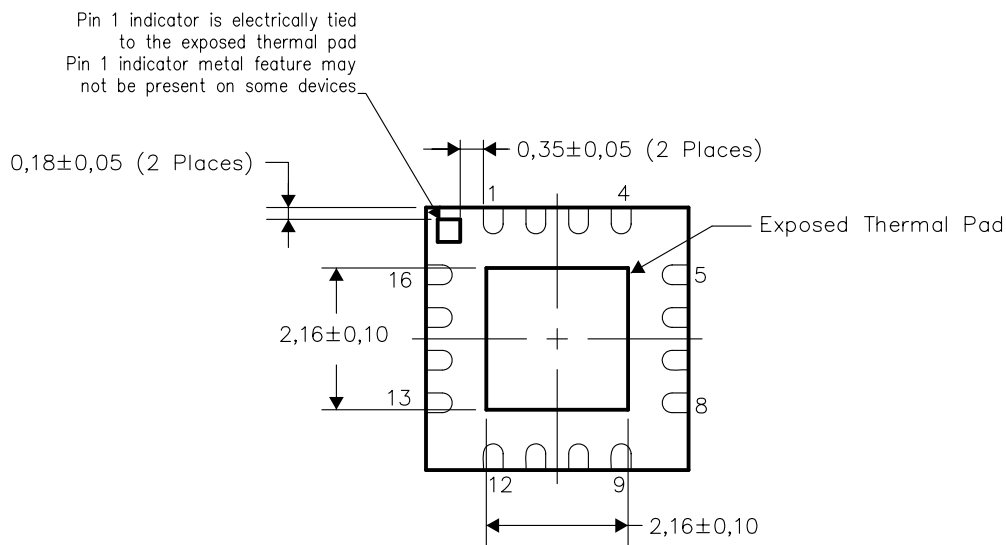 Pin 1 indicator is electrically tied
to the exposed thermal pad
Pin 1 indicator metal feature may
not be present on some devices
0,18±0,05 (2 Places)
0,35±0,05 (2 Places)
1
4
Exposed Thermal Pad
16
5
2,16±0,10
13
8
12
9
2,16±0,10